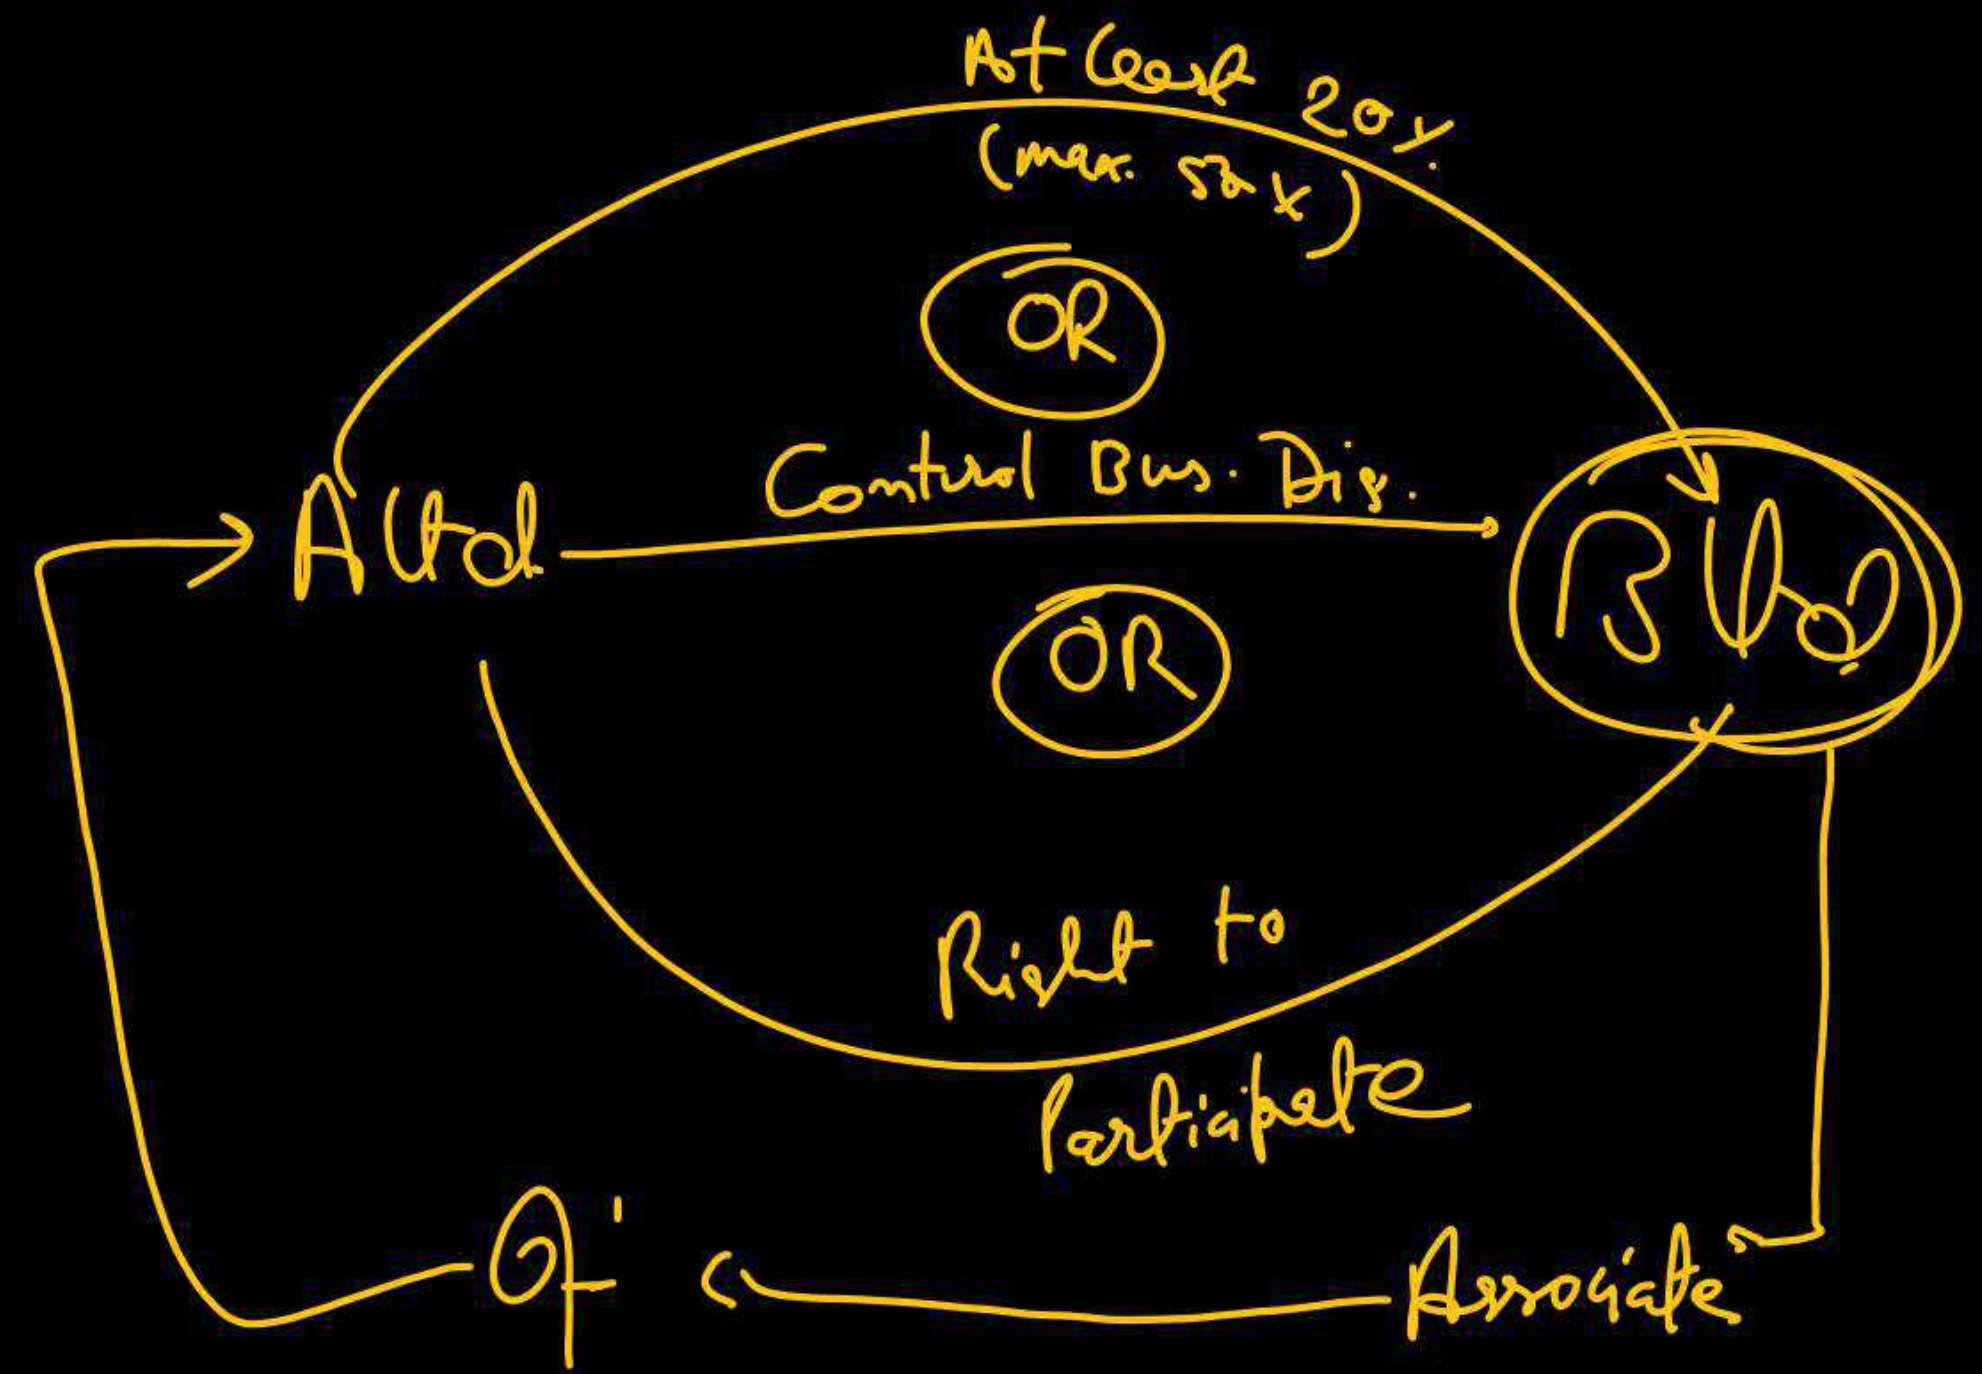 At least 20%
(max. 50%)
OR
Control Bus. Dis.
A Ltd
B Ltd
OR
Right to
Participate
Of
Associate